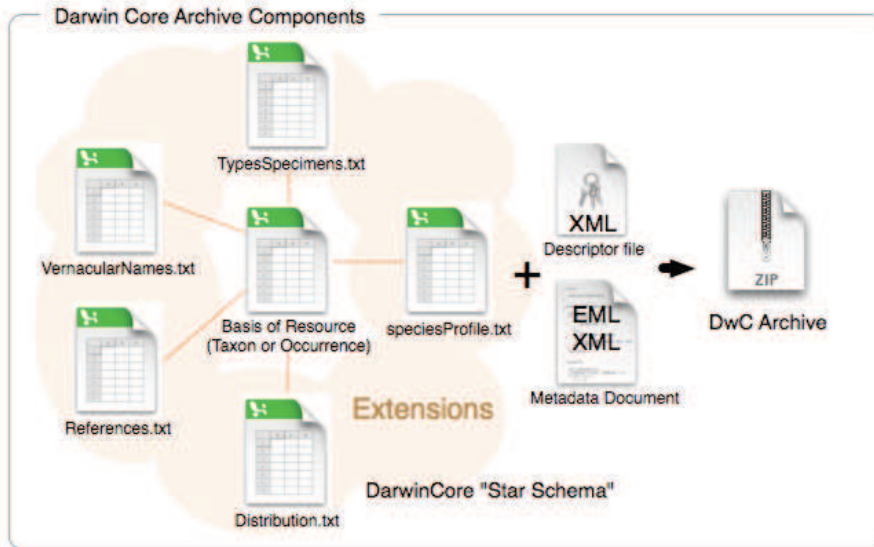 Darwin Core Archive Components
TypesSpecimens.txt
VernacularNames.txt
Basis of Resource
(Taxon or Occurrence)
speciesProfile.txt
References.txt
Distribution.txt
Extensions
DarwinCore "Star Schema"
+
XML
Descriptor file
EML
XML
Metadata Document
ZIP
DwC Archive